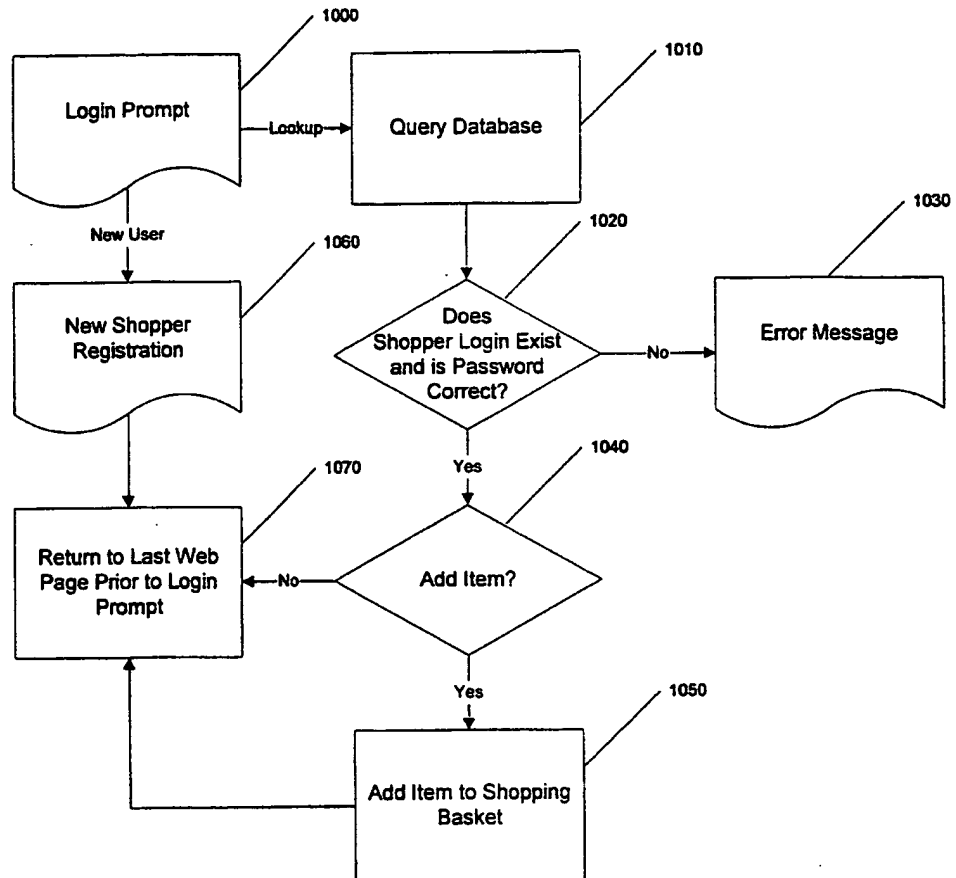 1000
1010
Login Prompt
Lookup
Query Database
1020
1030
New User
1060
New Shopper
Registration
Does
Shopper Login Exist
and is Password
Correct?
No
Error Message
Yes
1040
1070
Return to Last Web
Page Prior to Login
Prompt
No
Add Item?
Yes
1050
Add Item to Shopping
Basket